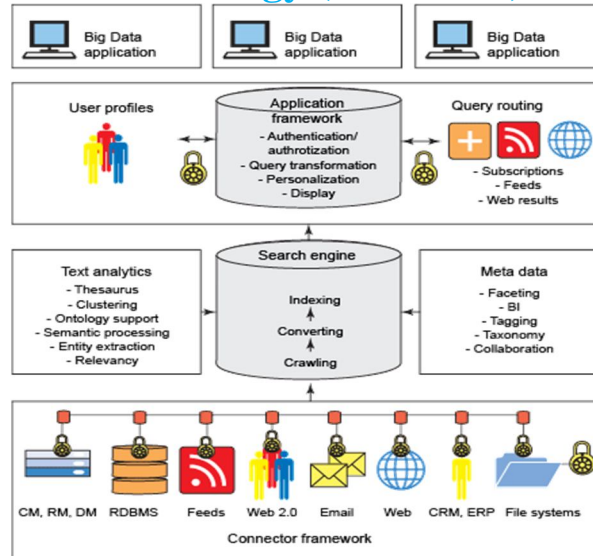 Big Data
application
Big Data
application
Big Data
application
User profiles
Application
framework
- Authentication/
authrotization
- Query transformation
- Personalization
- Display
Query routing
- Subscriptions
- Feeds
- Web results
Text analytics
- Thesaurus
- Clustering
- Ontology support
- Semantic processing
- Entity extraction
- Relevancy
Search engine
Indexing
Converting
Crawling
Meta data
- Faceting
- BI
- Tagging
- Taxonomy
- Collaboration
CM, RM, DM
RDBMS
Feeds
Web 2.0
Email
Web
CRM, ERP
File systems
Connector framework